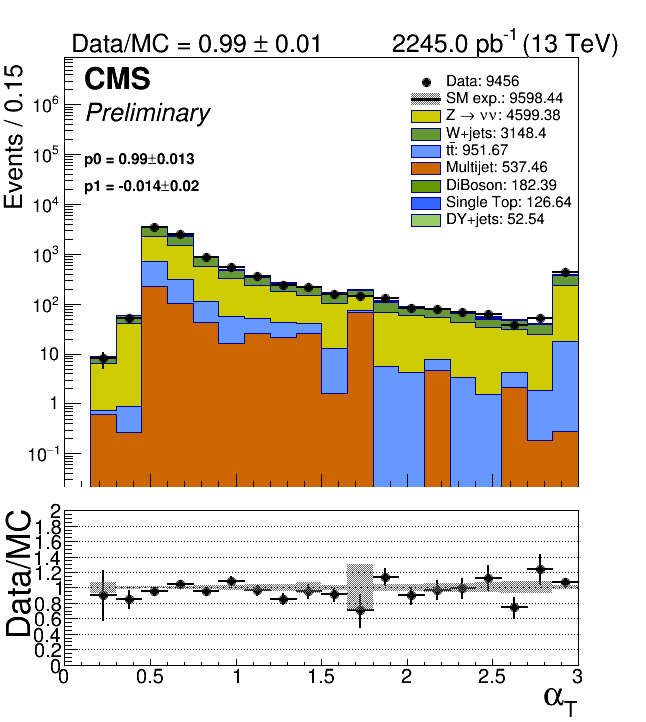 Data/MC = 0.99 ± 0.01 2245.0 pb⁻¹ (13 TeV)
CMS
Preliminary
p0 = 0.99±0.013
p1 = -0.014±0.02
Data: 9456
SM exp.: 9598.44
Z → νν: 4599.38
W+jets: 3148.4
tt̄: 951.67
Multijet: 537.46
DiBoson: 182.39
Single Top: 126.64
DY+jets: 52.54
Events / 0.15
10⁶
10⁵
10⁴
10³
10²
10
1
10⁻¹
Data/MC
2
1.8
1.6
1.4
1.2
1
0.8
0.6
0.4
0.2
0
0 0.5 1 1.5 2 2.5 3
α_T